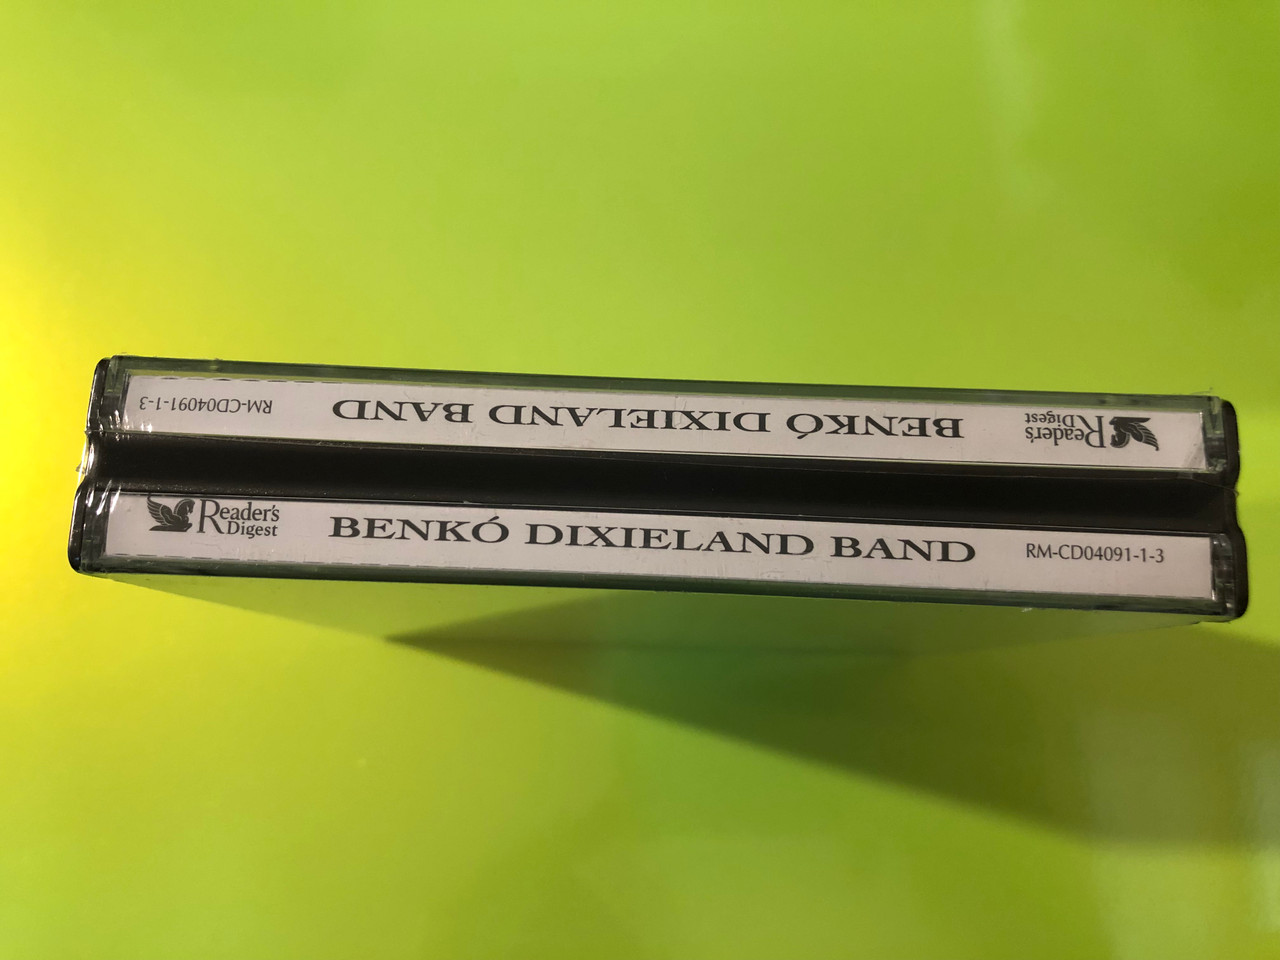 RM-CD04091-1-3 BENKÓ DIXIELAND BAND Reader's
Digest
Reader's
Digest BENKÓ DIXIELAND BAND RM-CD04091-1-3